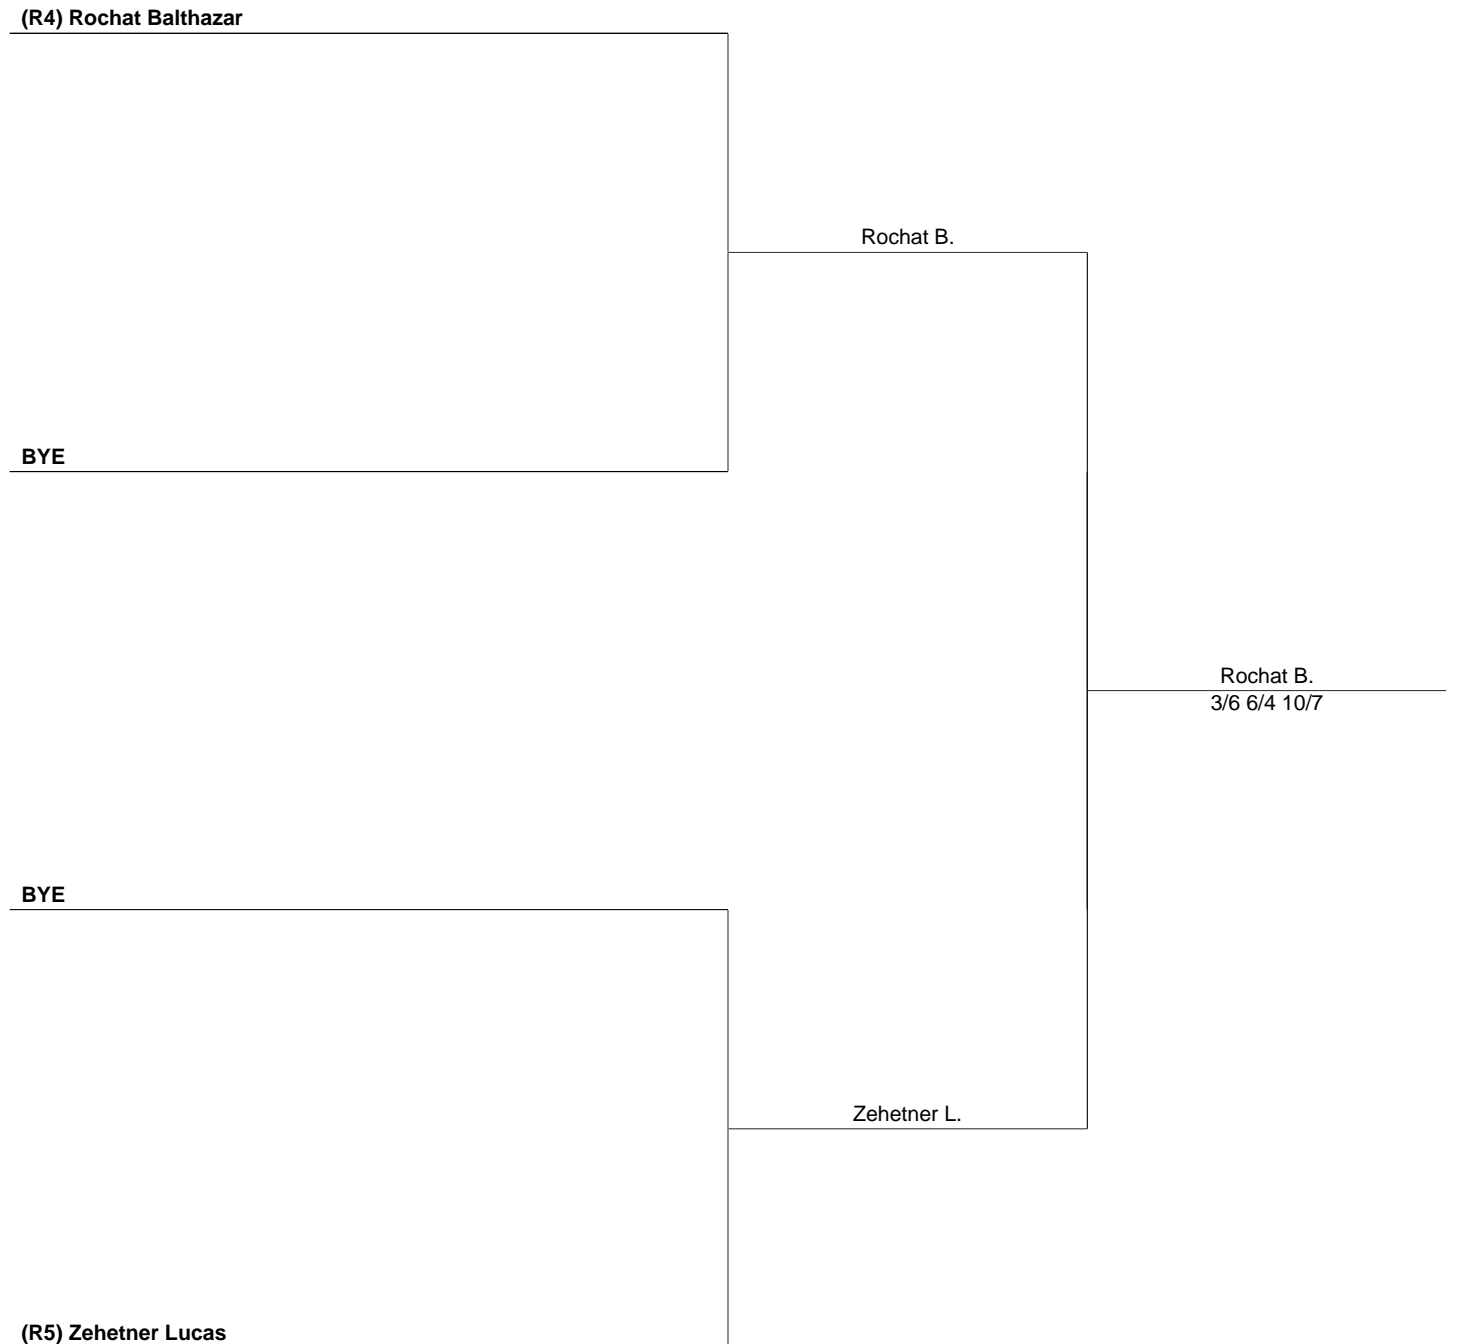 (R4) Rochat Balthazar
Rochat B.
BYE
Rochat B.
3/6 6/4 10/7
BYE
Zehetner L.
(R5) Zehetner Lucas